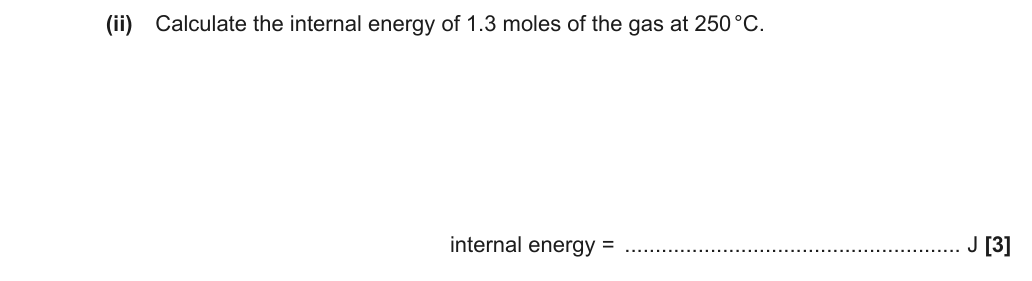 (ii) Calculate the internal energy of 1.3 moles of the gas at 250 °C.
internal energy = ....................................................... J [3]